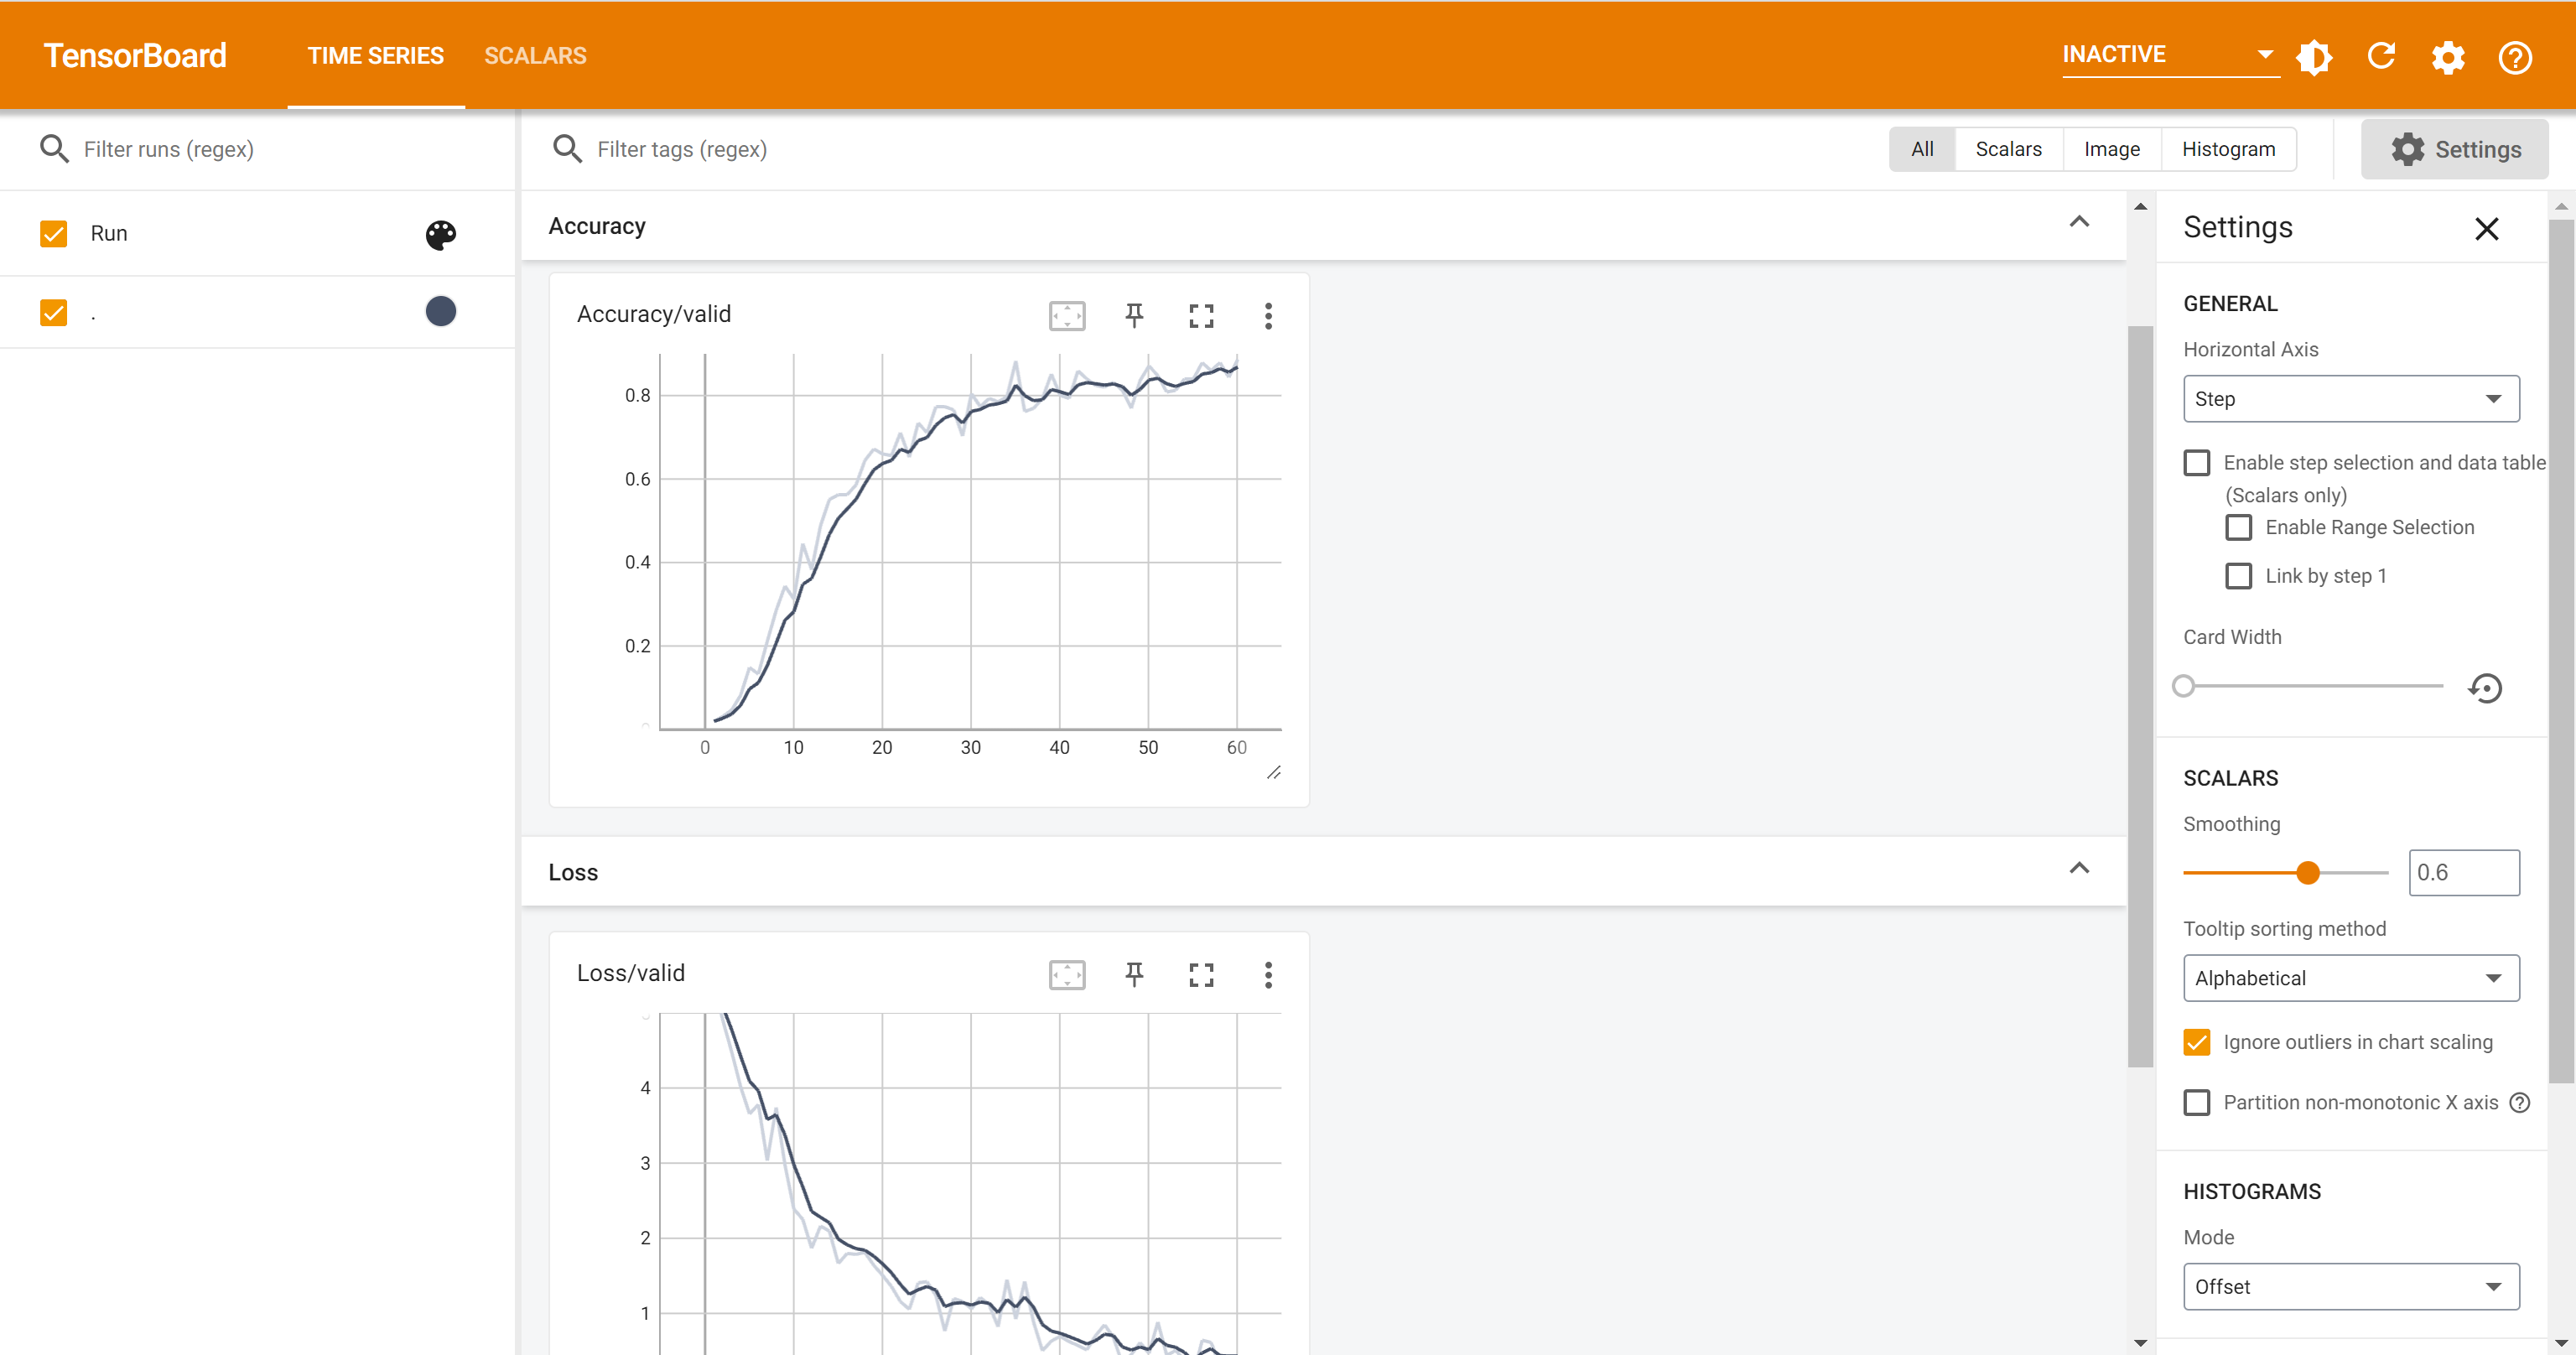 TensorBoard
TIME SERIES
SCALARS
INACTIVE
Filter runs (regex)
Filter tags (regex)
All
Scalars
Image
Histogram
Settings
Run
.
Accuracy
Accuracy/valid
0.8
0.6
0.4
0.2
0
0 10 20 30 40 50 60
Loss
Loss/valid
4
3
2
1
Settings
GENERAL
Horizontal Axis
Step
Enable step selection and data table
(Scalars only)
Enable Range Selection
Link by step 1
Card Width
SCALARS
Smoothing
0.6
Tooltip sorting method
Alphabetical
Ignore outliers in chart scaling
Partition non-monotonic X axis
HISTOGRAMS
Mode
Offset